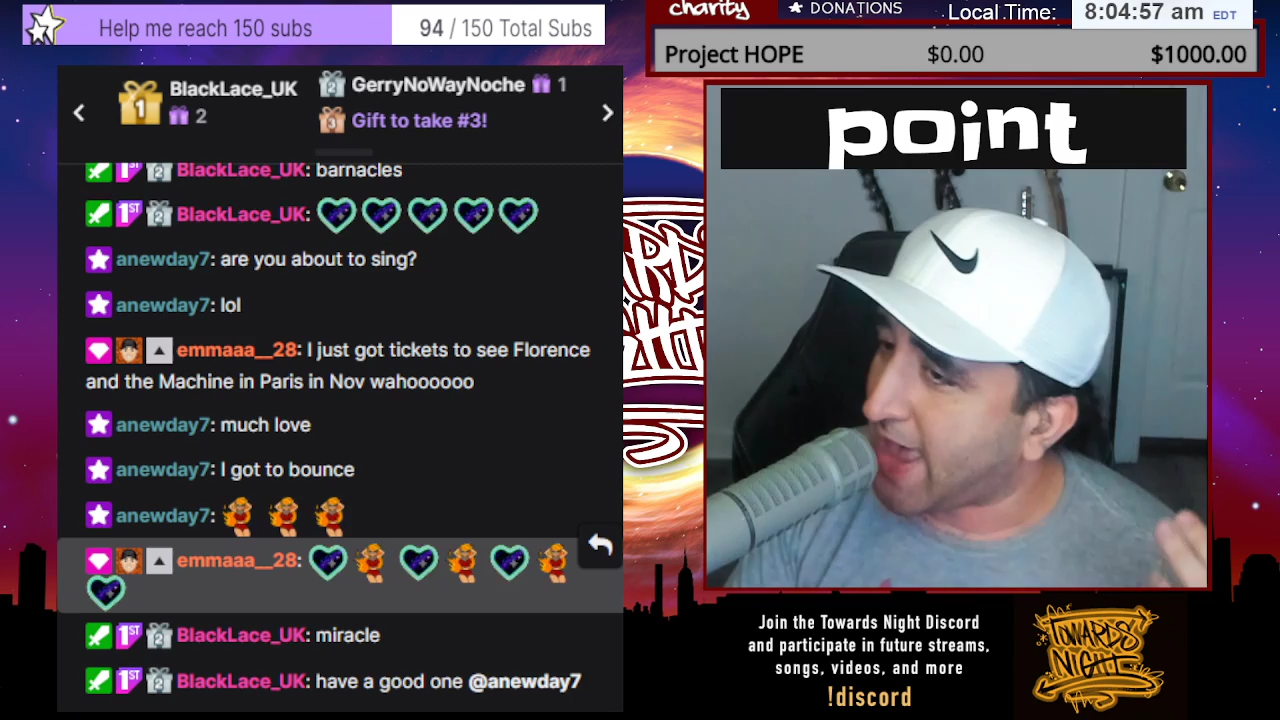 Help me reach 150 subs
94 / 150 Total Subs
charity
★ DONATIONS
Local Time:
8:04:57 am EDT
Project HOPE $0.00 $1000.00
BlackLace_UK
2
GerryNoWayNoche 1
Gift to take #3!
BlackLace_UK: barnacles
BlackLace_UK:
anewday7: are you about to sing?
anewday7: lol
emmaaa__28: I just got tickets to see Florence
and the Machine in Paris in Nov wahoooooo
anewday7: much love
anewday7: I got to bounce
anewday7:
emmaaa__28:
BlackLace_UK: miracle
BlackLace_UK: have a good one @anewday7
point
Join the Towards Night Discord
and participate in future streams,
songs, videos, and more
!discord
TOWARDS
NIGHT